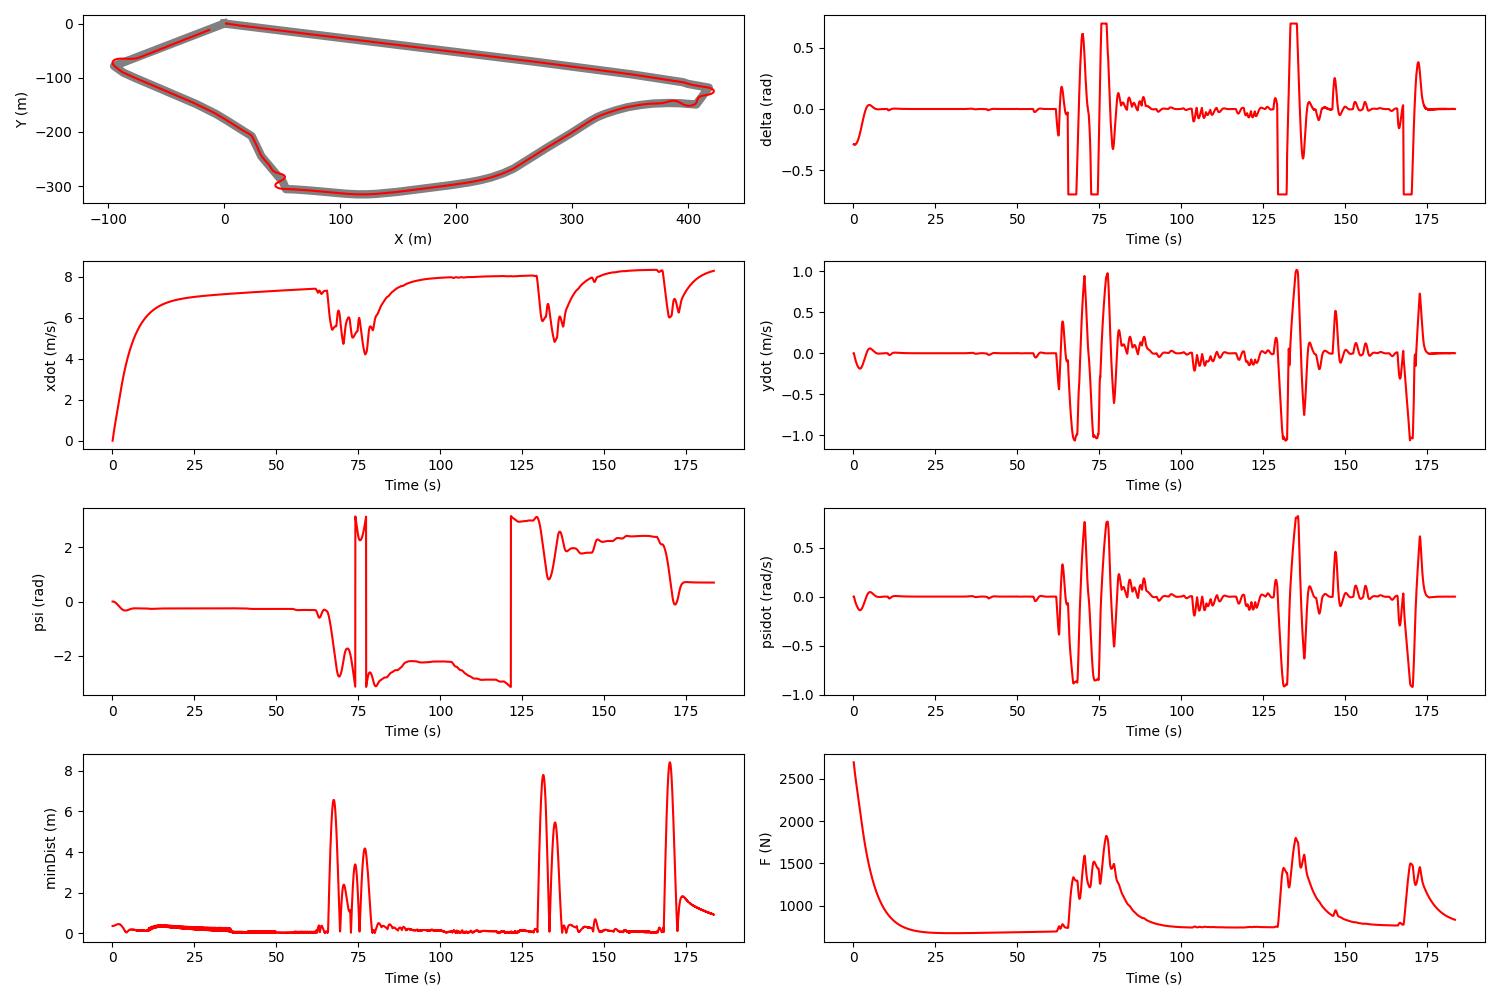 Y (m)
0
−100
−200
−300
−100 0 100 200 300 400
X (m)
delta (rad)
0.5
0.0
−0.5
0 25 50 75 100 125 150 175
Time (s)
xdot (m/s)
8
6
4
2
0
0 25 50 75 100 125 150 175
Time (s)
ydot (m/s)
1.0
0.5
0.0
−0.5
−1.0
0 25 50 75 100 125 150 175
Time (s)
psi (rad)
2
0
−2
0 25 50 75 100 125 150 175
Time (s)
psidot (rad/s)
0.5
0.0
−0.5
−1.0
0 25 50 75 100 125 150 175
Time (s)
minDist (m)
8
6
4
2
0
0 25 50 75 100 125 150 175
Time (s)
F (N)
2500
2000
1500
1000
0 25 50 75 100 125 150 175
Time (s)